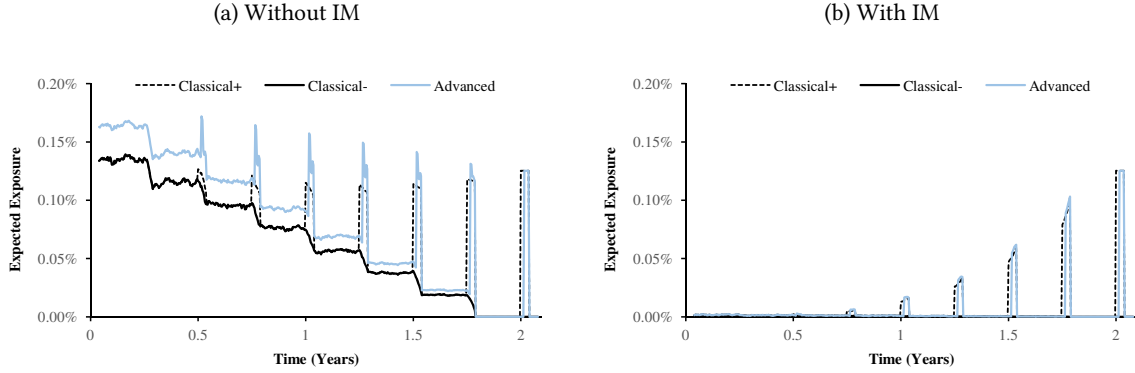 (a) Without IM
(b) With IM
0.20%
Classical+ Classical- Advanced
0.15%
0.10%
0.05%
0.00%
0 0.5 1 1.5 2
Expected Exposure
Time (Years)
0.20%
Classical+ Classical- Advanced
0.15%
0.10%
0.05%
0.00%
0 0.5 1 1.5 2
Expected Exposure
Time (Years)